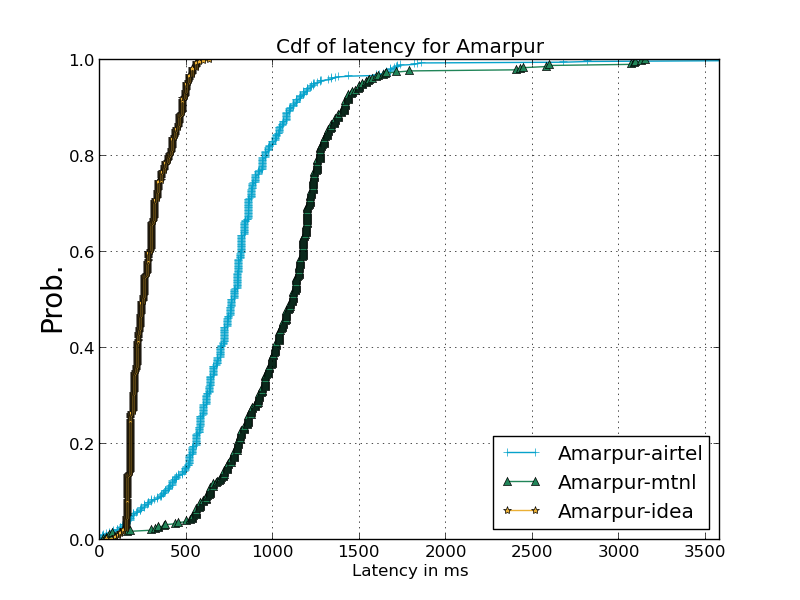 Cdf of latency for Amarpur
Prob.
1.0
0.8
0.6
0.4
0.2
0.0
0 500 1000 1500 2000 2500 3000 3500
Latency in ms
Amarpur-airtel
Amarpur-mtnl
Amarpur-idea